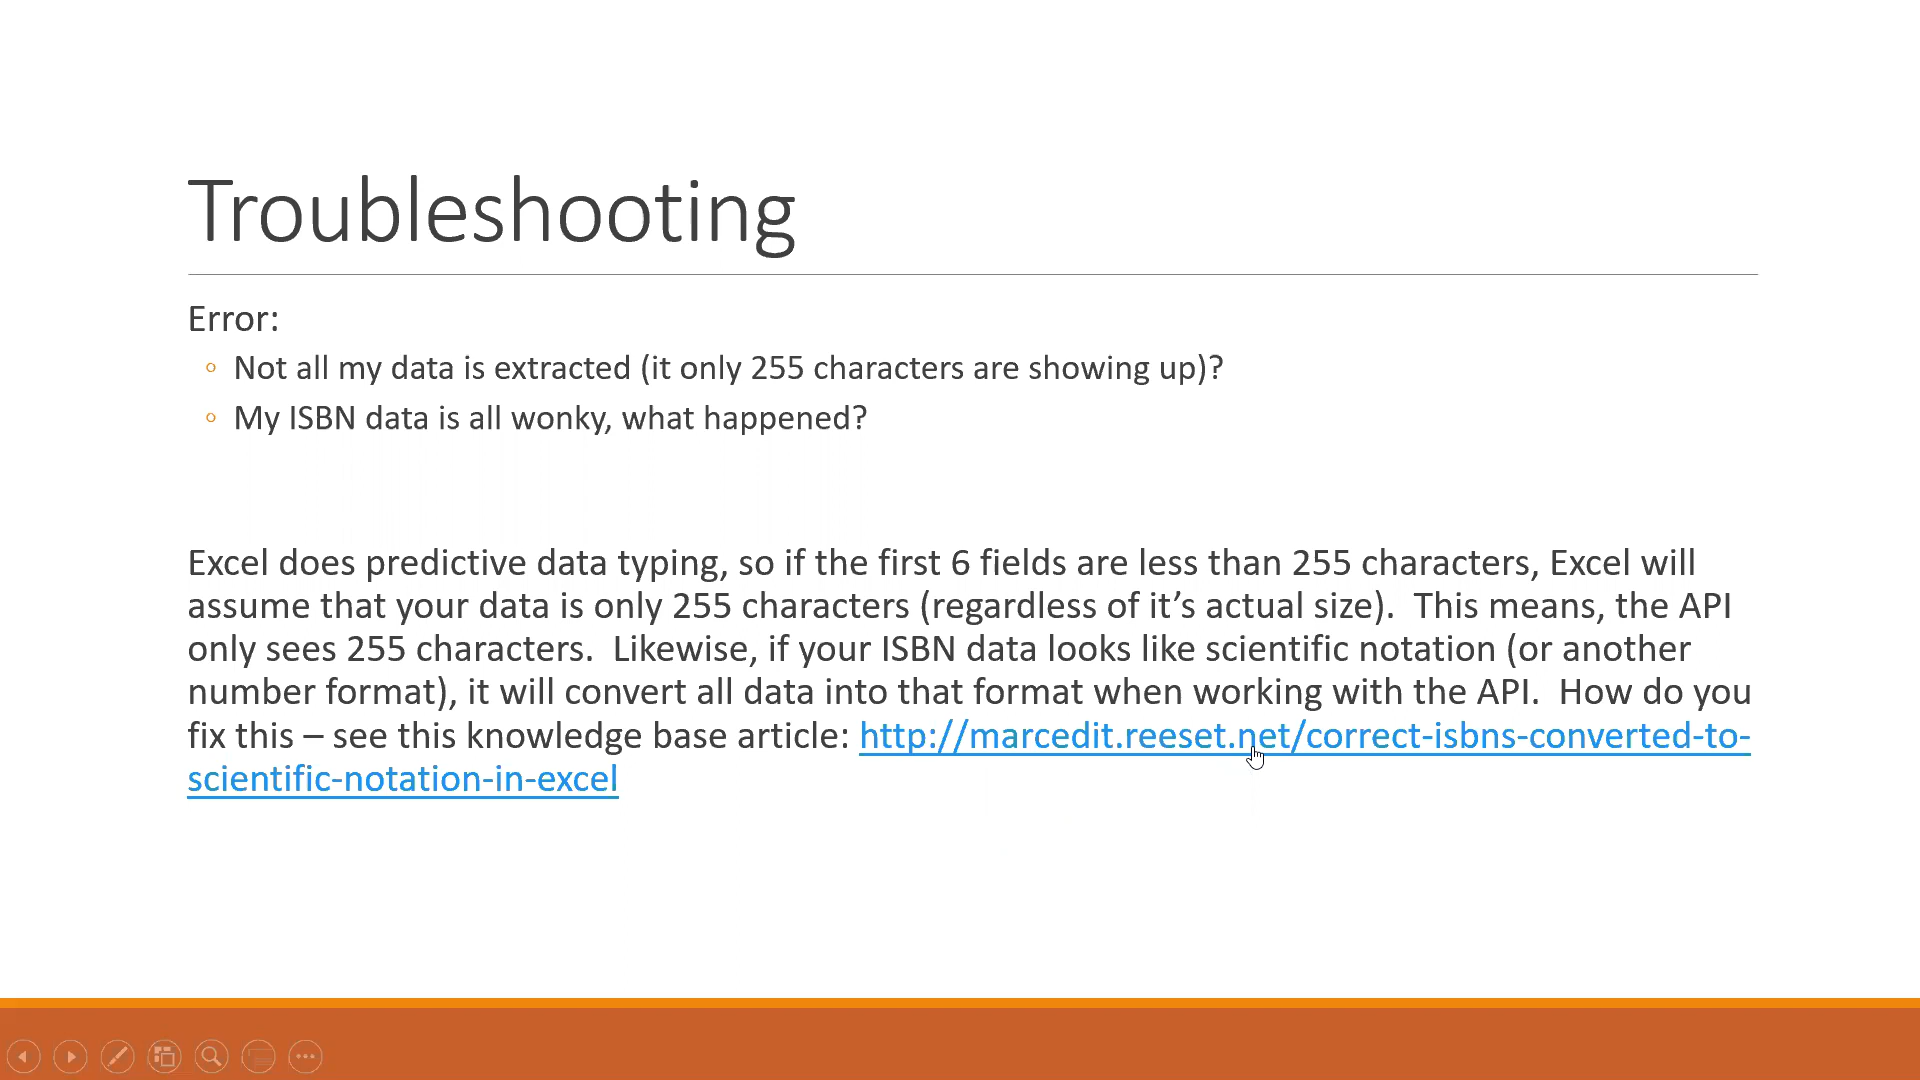 Troubleshooting
Error:
◦ Not all my data is extracted (it only 255 characters are showing up)?
◦ My ISBN data is all wonky, what happened?
Excel does predictive data typing, so if the first 6 fields are less than 255 characters, Excel will
assume that your data is only 255 characters (regardless of it’s actual size).  This means, the API
only sees 255 characters.  Likewise, if your ISBN data looks like scientific notation (or another
number format), it will convert all data into that format when working with the API.  How do you
fix this – see this knowledge base article: http://marcedit.reeset.net/correct-isbns-converted-to-
scientific-notation-in-excel